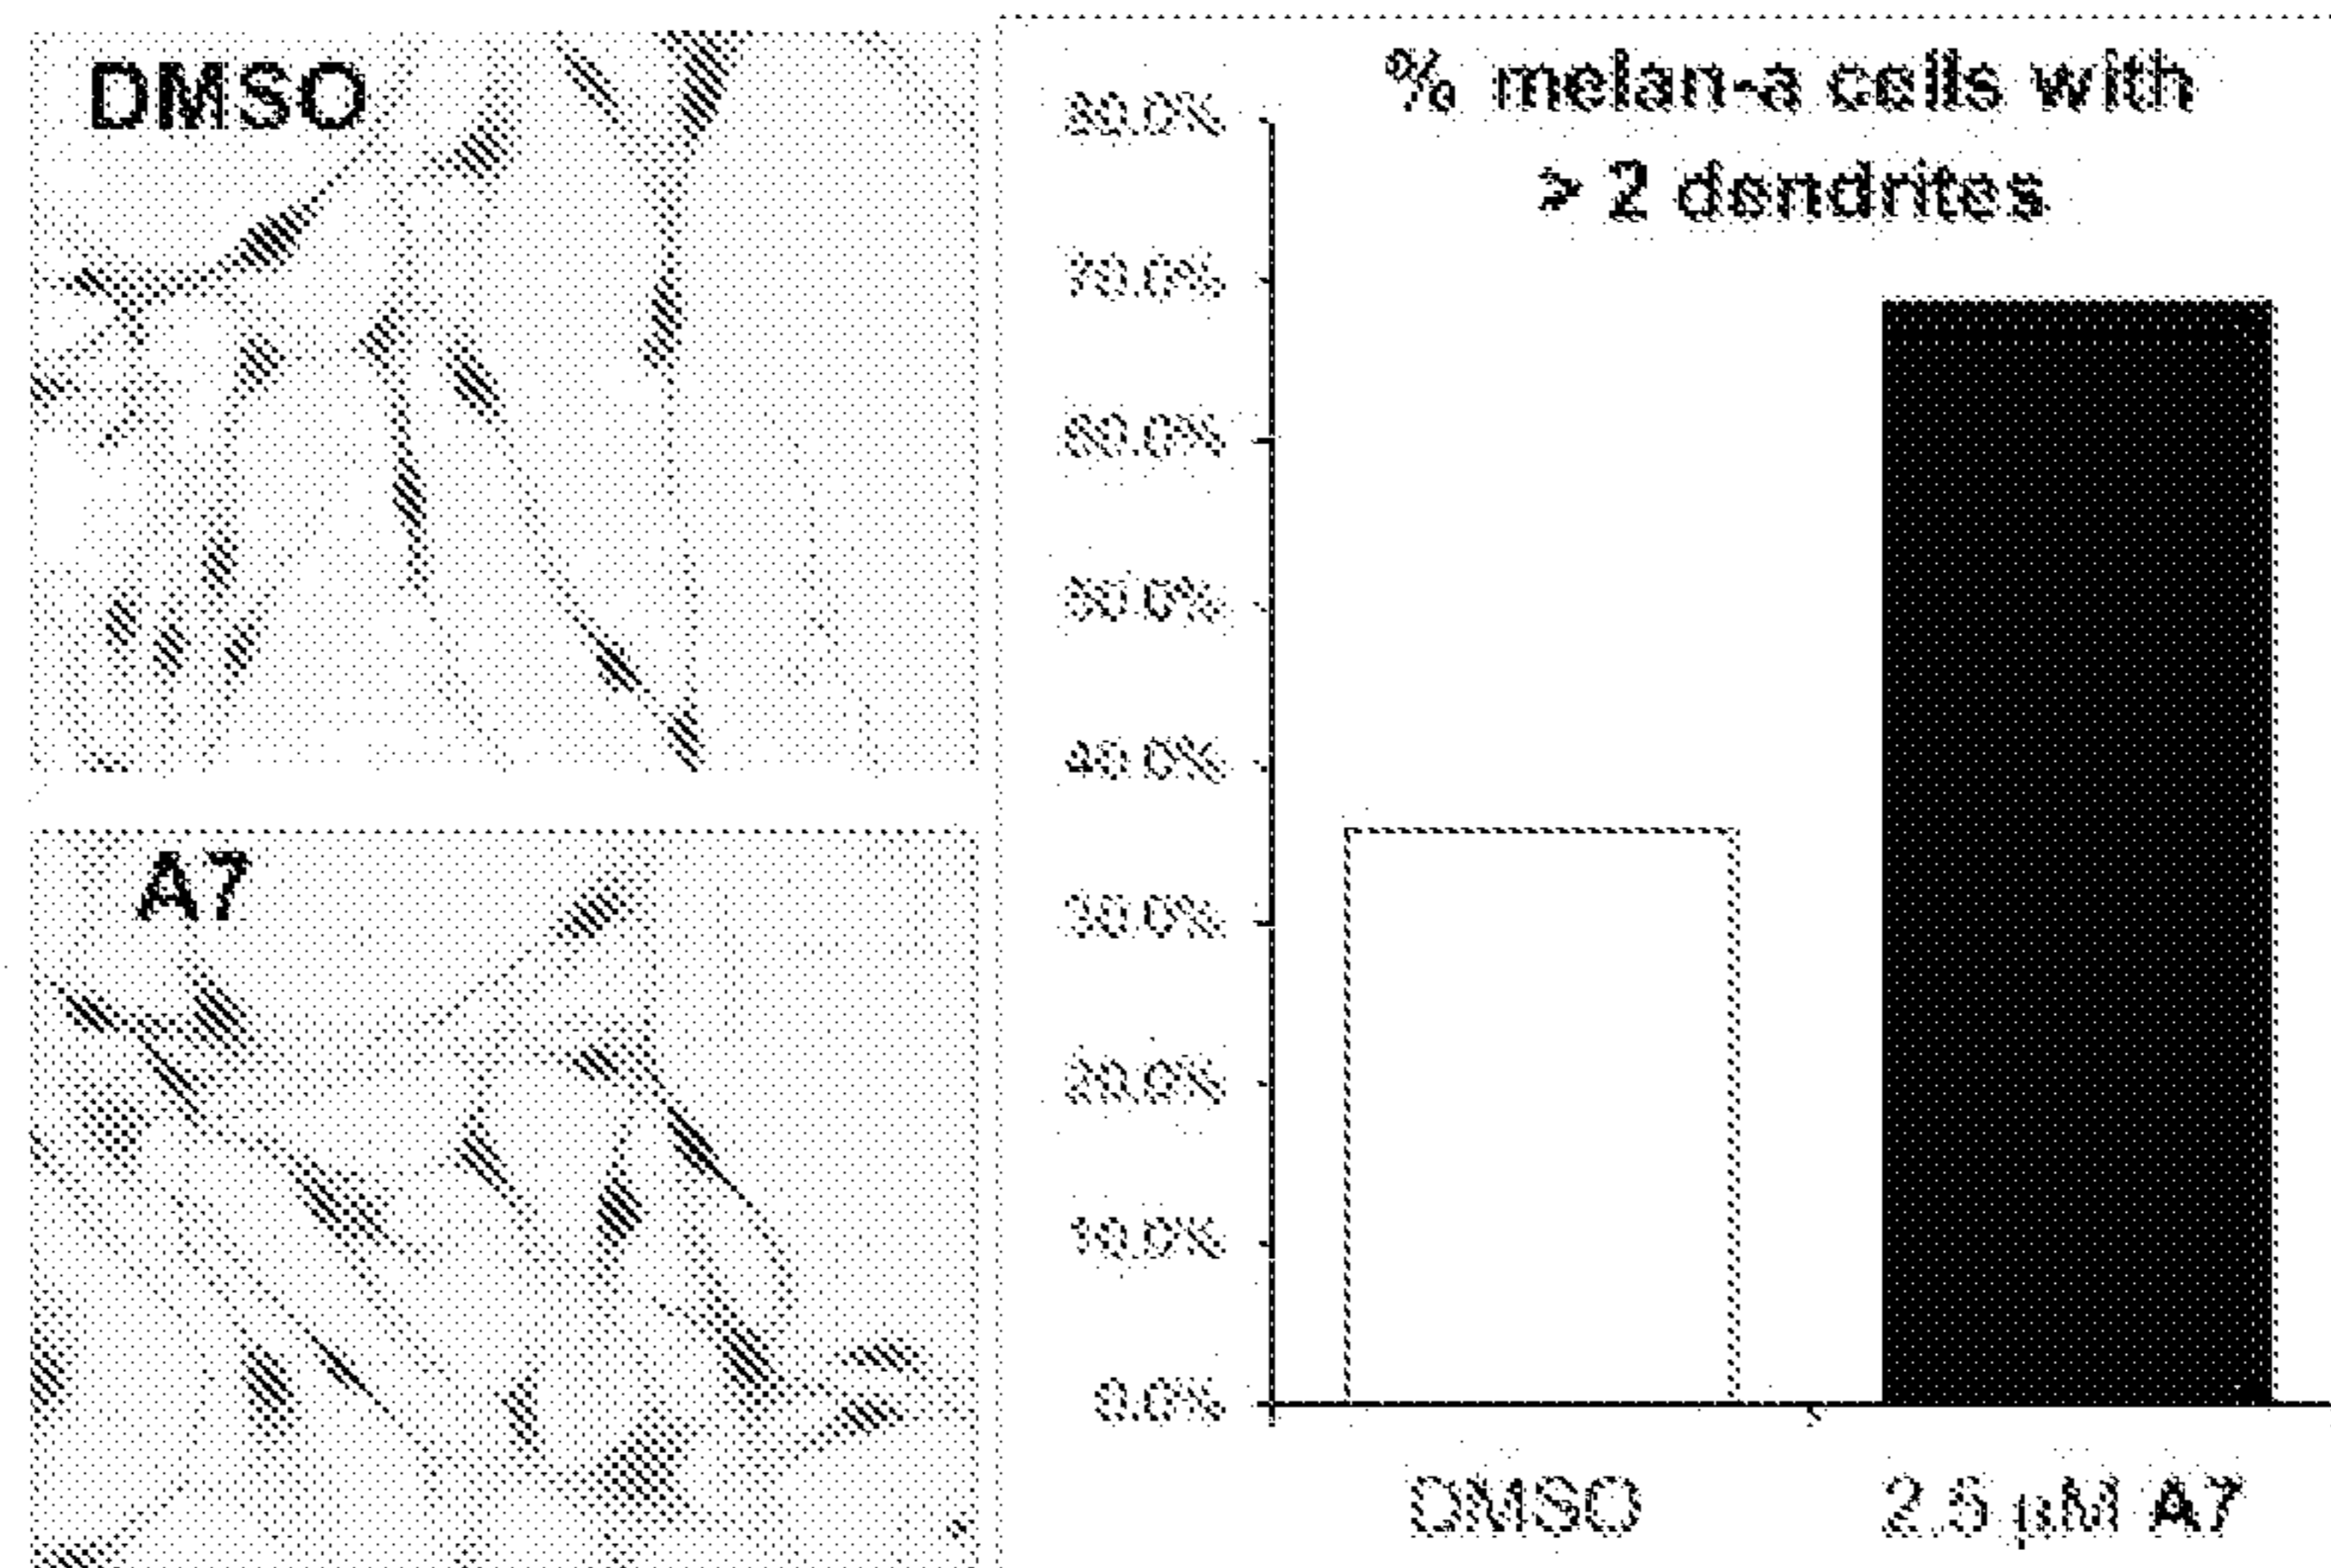 DMSO
A7
% melan-a cells with
> 2 dendrites
80.0%
70.0%
60.0%
50.0%
40.0%
30.0%
20.0%
10.0%
0.0%
DMSO
2.5 µM A7